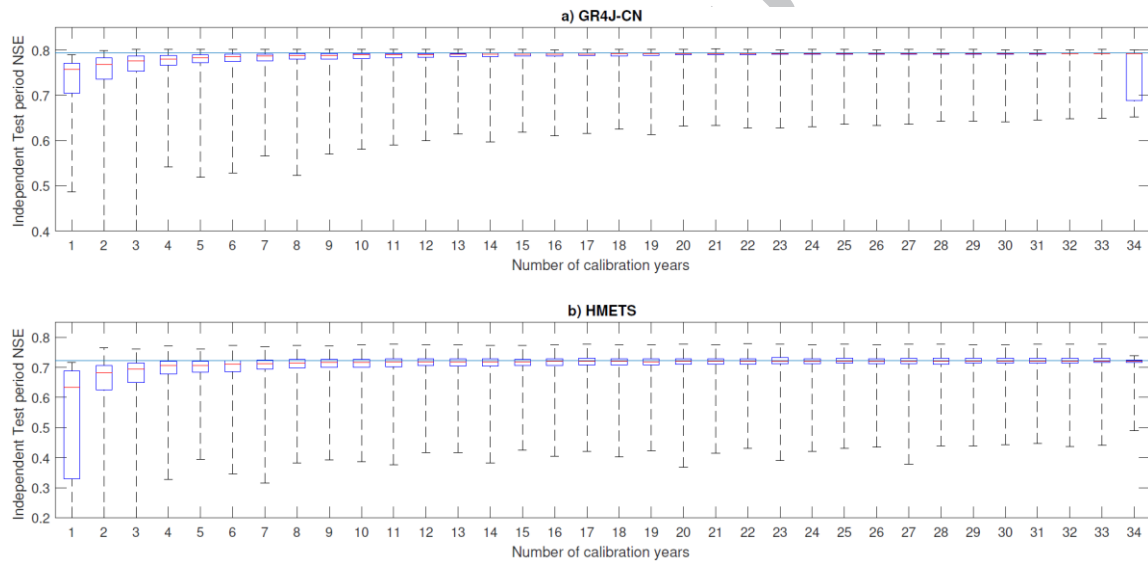 a) GR4J-CN
Independent Test period NSE
0.8
0.7
0.6
0.5
0.4
1 2 3 4 5 6 7 8 9 10 11 12 13 14 15 16 17 18 19 20 21 22 23 24 25 26 27 28 29 30 31 32 33 34
Number of calibration years
b) HMETS
Independent Test period NSE
0.8
0.7
0.6
0.5
0.4
0.3
0.2
1 2 3 4 5 6 7 8 9 10 11 12 13 14 15 16 17 18 19 20 21 22 23 24 25 26 27 28 29 30 31 32 33 34
Number of calibration years